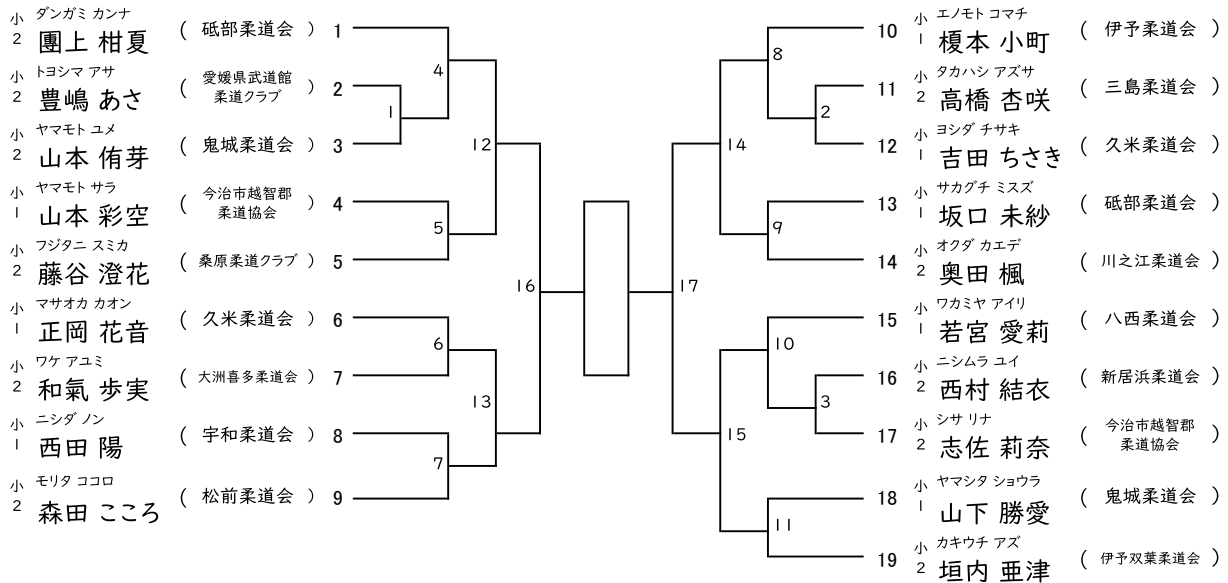 小2 ダンガミ カンナ
團上 柑夏 ( 砥部柔道会 ) 1
小2 トヨシマ アサ
豊嶋 あさ ( 愛媛県武道館 柔道クラブ ) 2
小2 ヤマモト ユメ
山本 侑芽 ( 鬼城柔道会 ) 3
小1 ヤマモト サラ
山本 彩空 ( 今治市越智郡 柔道協会 ) 4
小2 フジタニ スミカ
藤谷 澄花 ( 桑原柔道クラブ ) 5
小1 マサオカ カオン
正岡 花音 ( 久米柔道会 ) 6
小2 ワケ アユミ
和氣 歩実 ( 大洲喜多柔道会 ) 7
小1 ニシダ ノン
西田 陽 ( 宇和柔道会 ) 8
小2 モリタ ココロ
森田 こころ ( 松前柔道会 ) 9
4
1
12
5
16
6
13
7
8
2
14
9
17
10
3
15
11
10 小1 エノモト コマチ
榎本 小町 ( 伊予柔道会 )
11 小2 タカハシ アズサ
高橋 杏咲 ( 三島柔道会 )
12 小1 ヨシダ チサキ
吉田 ちさき ( 久米柔道会 )
13 小1 サカグチ ミスズ
坂口 未紗 ( 砥部柔道会 )
14 小2 オクダ カエデ
奥田 楓 ( 川之江柔道会 )
15 小1 ワカミヤ アイリ
若宮 愛莉 ( 八西柔道会 )
16 小2 ニシムラ ユイ
西村 結衣 ( 新居浜柔道会 )
17 小2 シサ リナ
志佐 莉奈 ( 今治市越智郡 柔道協会 )
18 小1 ヤマシタ ショウラ
山下 勝愛 ( 鬼城柔道会 )
19 小2 カキウチ アズ
垣内 亜津 ( 伊予双葉柔道会 )